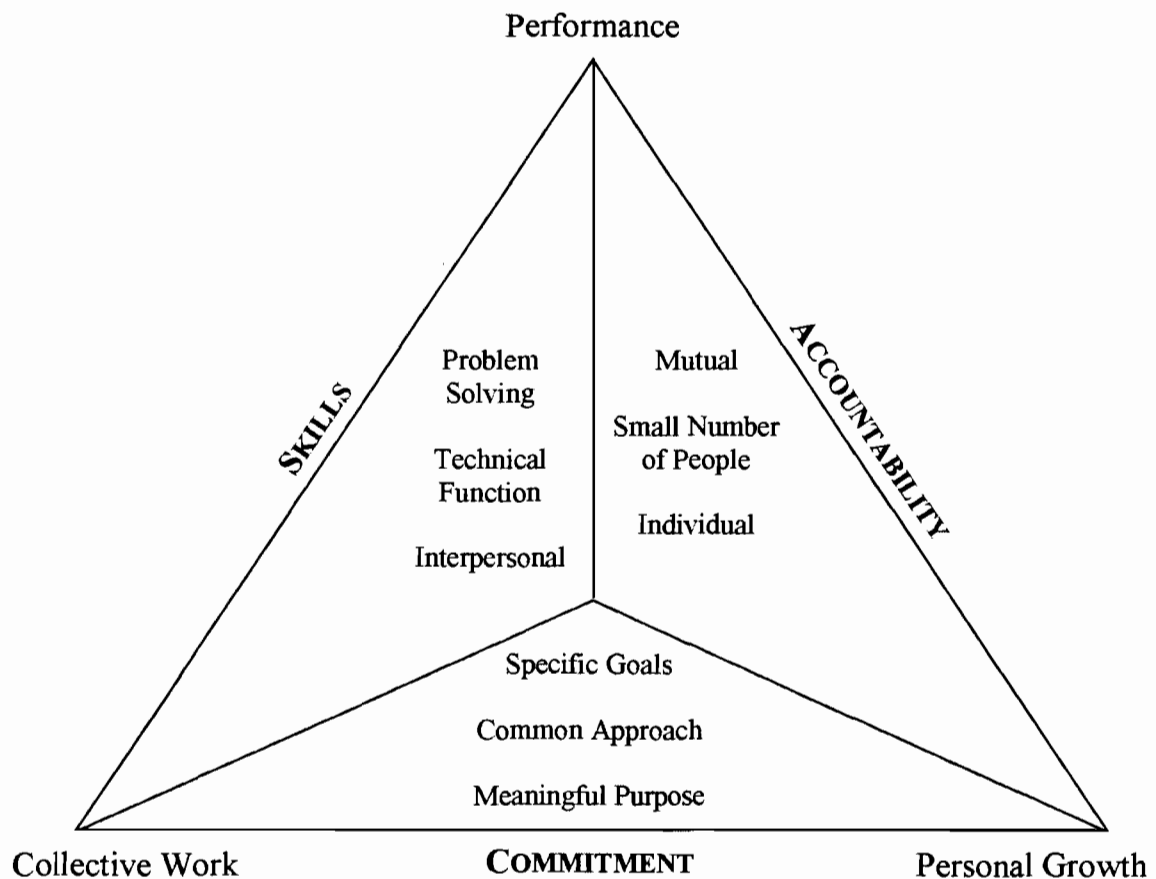 Performance
SKILLS
Problem
Solving
Technical
Function
Interpersonal
Mutual
Small Number
of People
Individual
ACCOUNTABILITY
Specific Goals
Common Approach
Meaningful Purpose
Collective Work
COMMITMENT
Personal Growth